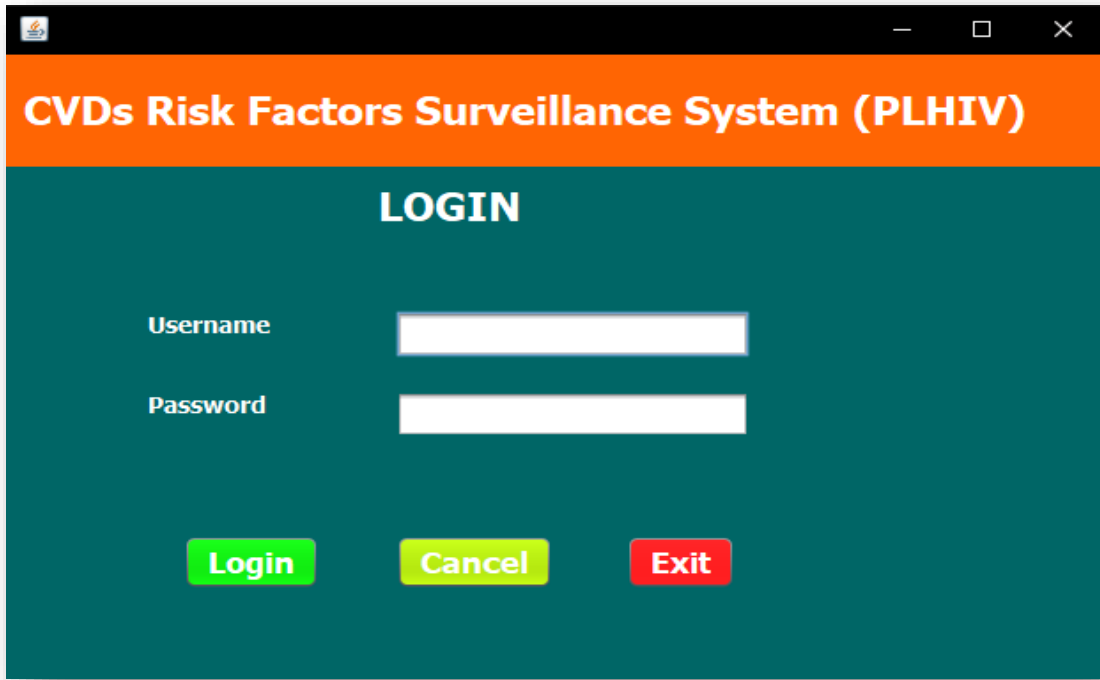 CVDs Risk Factors Surveillance System (PLHIV)
LOGIN
Username
Password
Login Cancel Exit